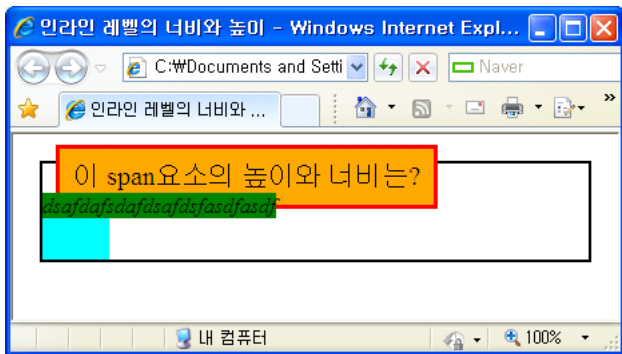 인라인 레벨의 너비와 높이 - Windows Internet Expl...
C:\Documents and Setti
Naver
인라인 레벨의 너비와 ...
이 span요소의 높이와 너비는?
dsafdafsdafdsafdsfasdfasdf
내 컴퓨터
100%